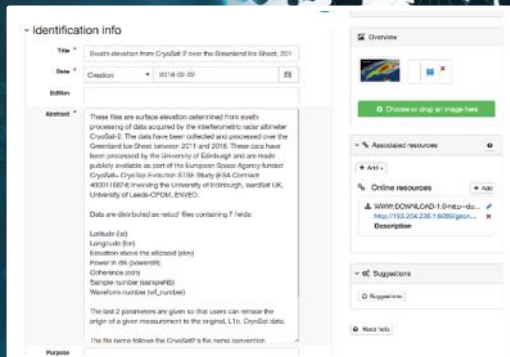 Identification info
Title *
Swath elevation from CryoSat-2 over the Greenland Ice Sheet, 201
Date *
Creation
2018-02-22
Edition
Abstract *
These files are surface elevation determined from swath
processing of data acquired by the interferometric radar altimeter
CryoSat-2. The data have been collected and processed over the
Greenland Ice Sheet between 2011 and 2016. These data have
been processed by the University of Edinburgh and are made
publicly available as part of the European Space Agency funded
CryoSat+ CryoTop Evolution STSE Study (ESA Contract
involving the University of Edinburgh, isardSAT UK,
University of Leeds-CPOM, ENVEO.
Data are distributed as netcdf files containing 7 fields:
Latitude (lat)
Longitude (lon)
Elevation above the ellipsoid (elev)
Power in dB (powerdB)
Coherence (coh)
Sample number (sampleNb)
Waveform number (wf_number)
The last 2 parameters are given so that users can retrace the
origin of a given measurement to the original, L1b, CryoSat data.
The file name follows the CryoSat2's file name convention
Purpose
Overview
Choose or drop an image here
Associated resources
+ Add
Online resources
+ Add
WWW:DOWNLOAD-1.0-http--do...
Description
Suggestions
Suggestions
Need help